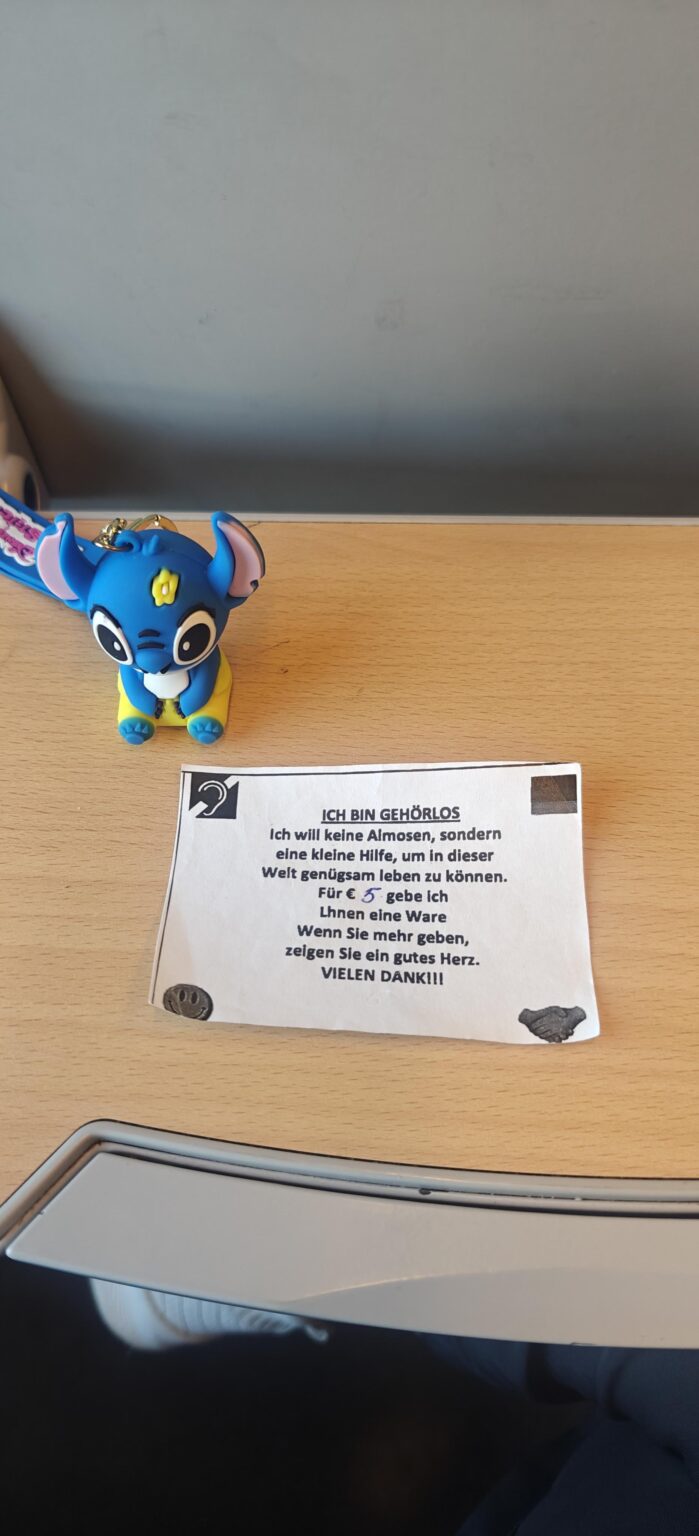 ICH BIN GEHÖRLOS
Ich will keine Almosen, sondern
eine kleine Hilfe, um in dieser
Welt genügsam leben zu können.
Für € 5 gebe ich
Lhnen eine Ware
Wenn Sie mehr geben,
zeigen Sie ein gutes Herz.
VIELEN DANK!!!